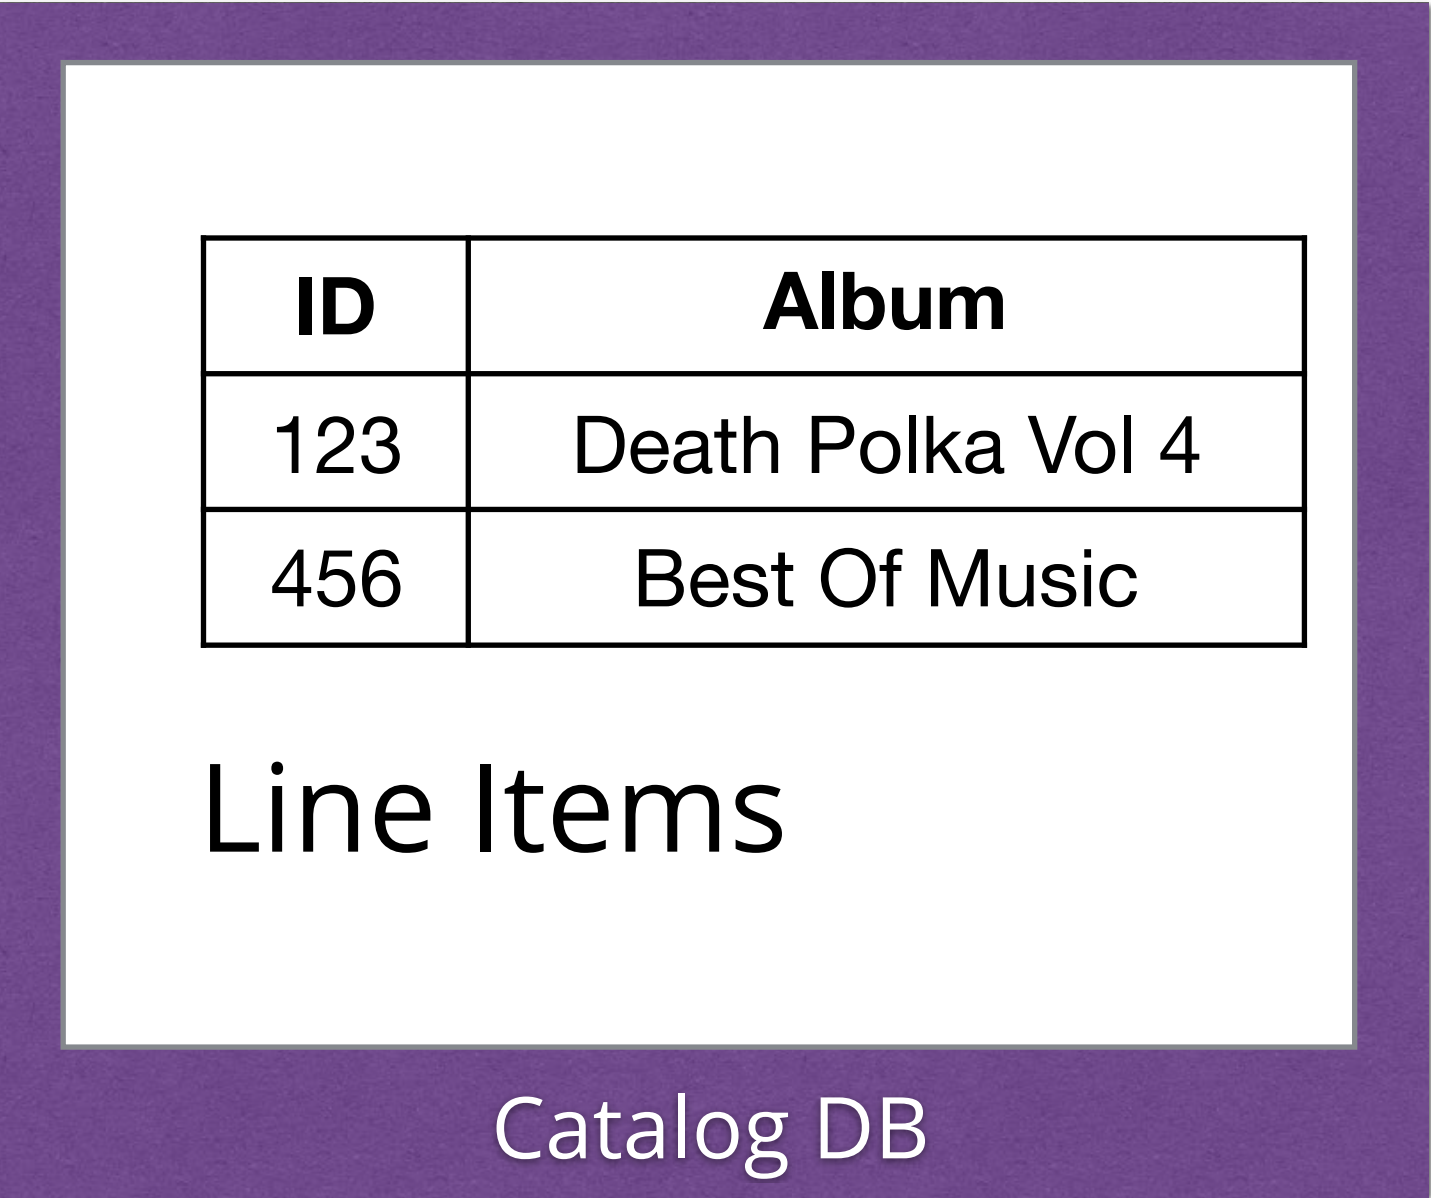 ID Album
123 Death Polka Vol 4
456 Best Of Music
Line Items
Catalog DB